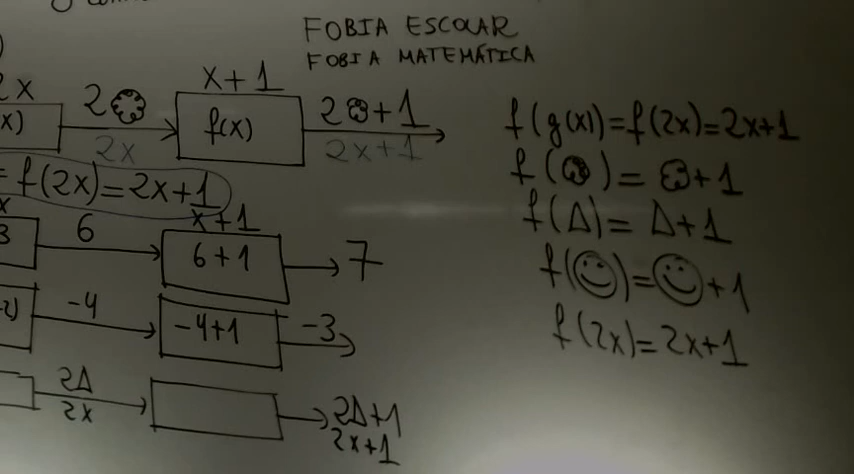 FOBIA ESCOLAR
FOBIA MATEMÁTICA
2x
x+1
x)
2
f(x)
2 +1
2x
2x+1
= f(2x)=2x+1
x
3
6
x+1
6+1
7
-2)
-4
-4+1
-3
2Δ
2x
2Δ+1
2x+1
f(g(x))=f(2x)=2x+1
f( )= +1
f(Δ)= Δ+1
f(☺)=☺+1
f(2x)=2x+1